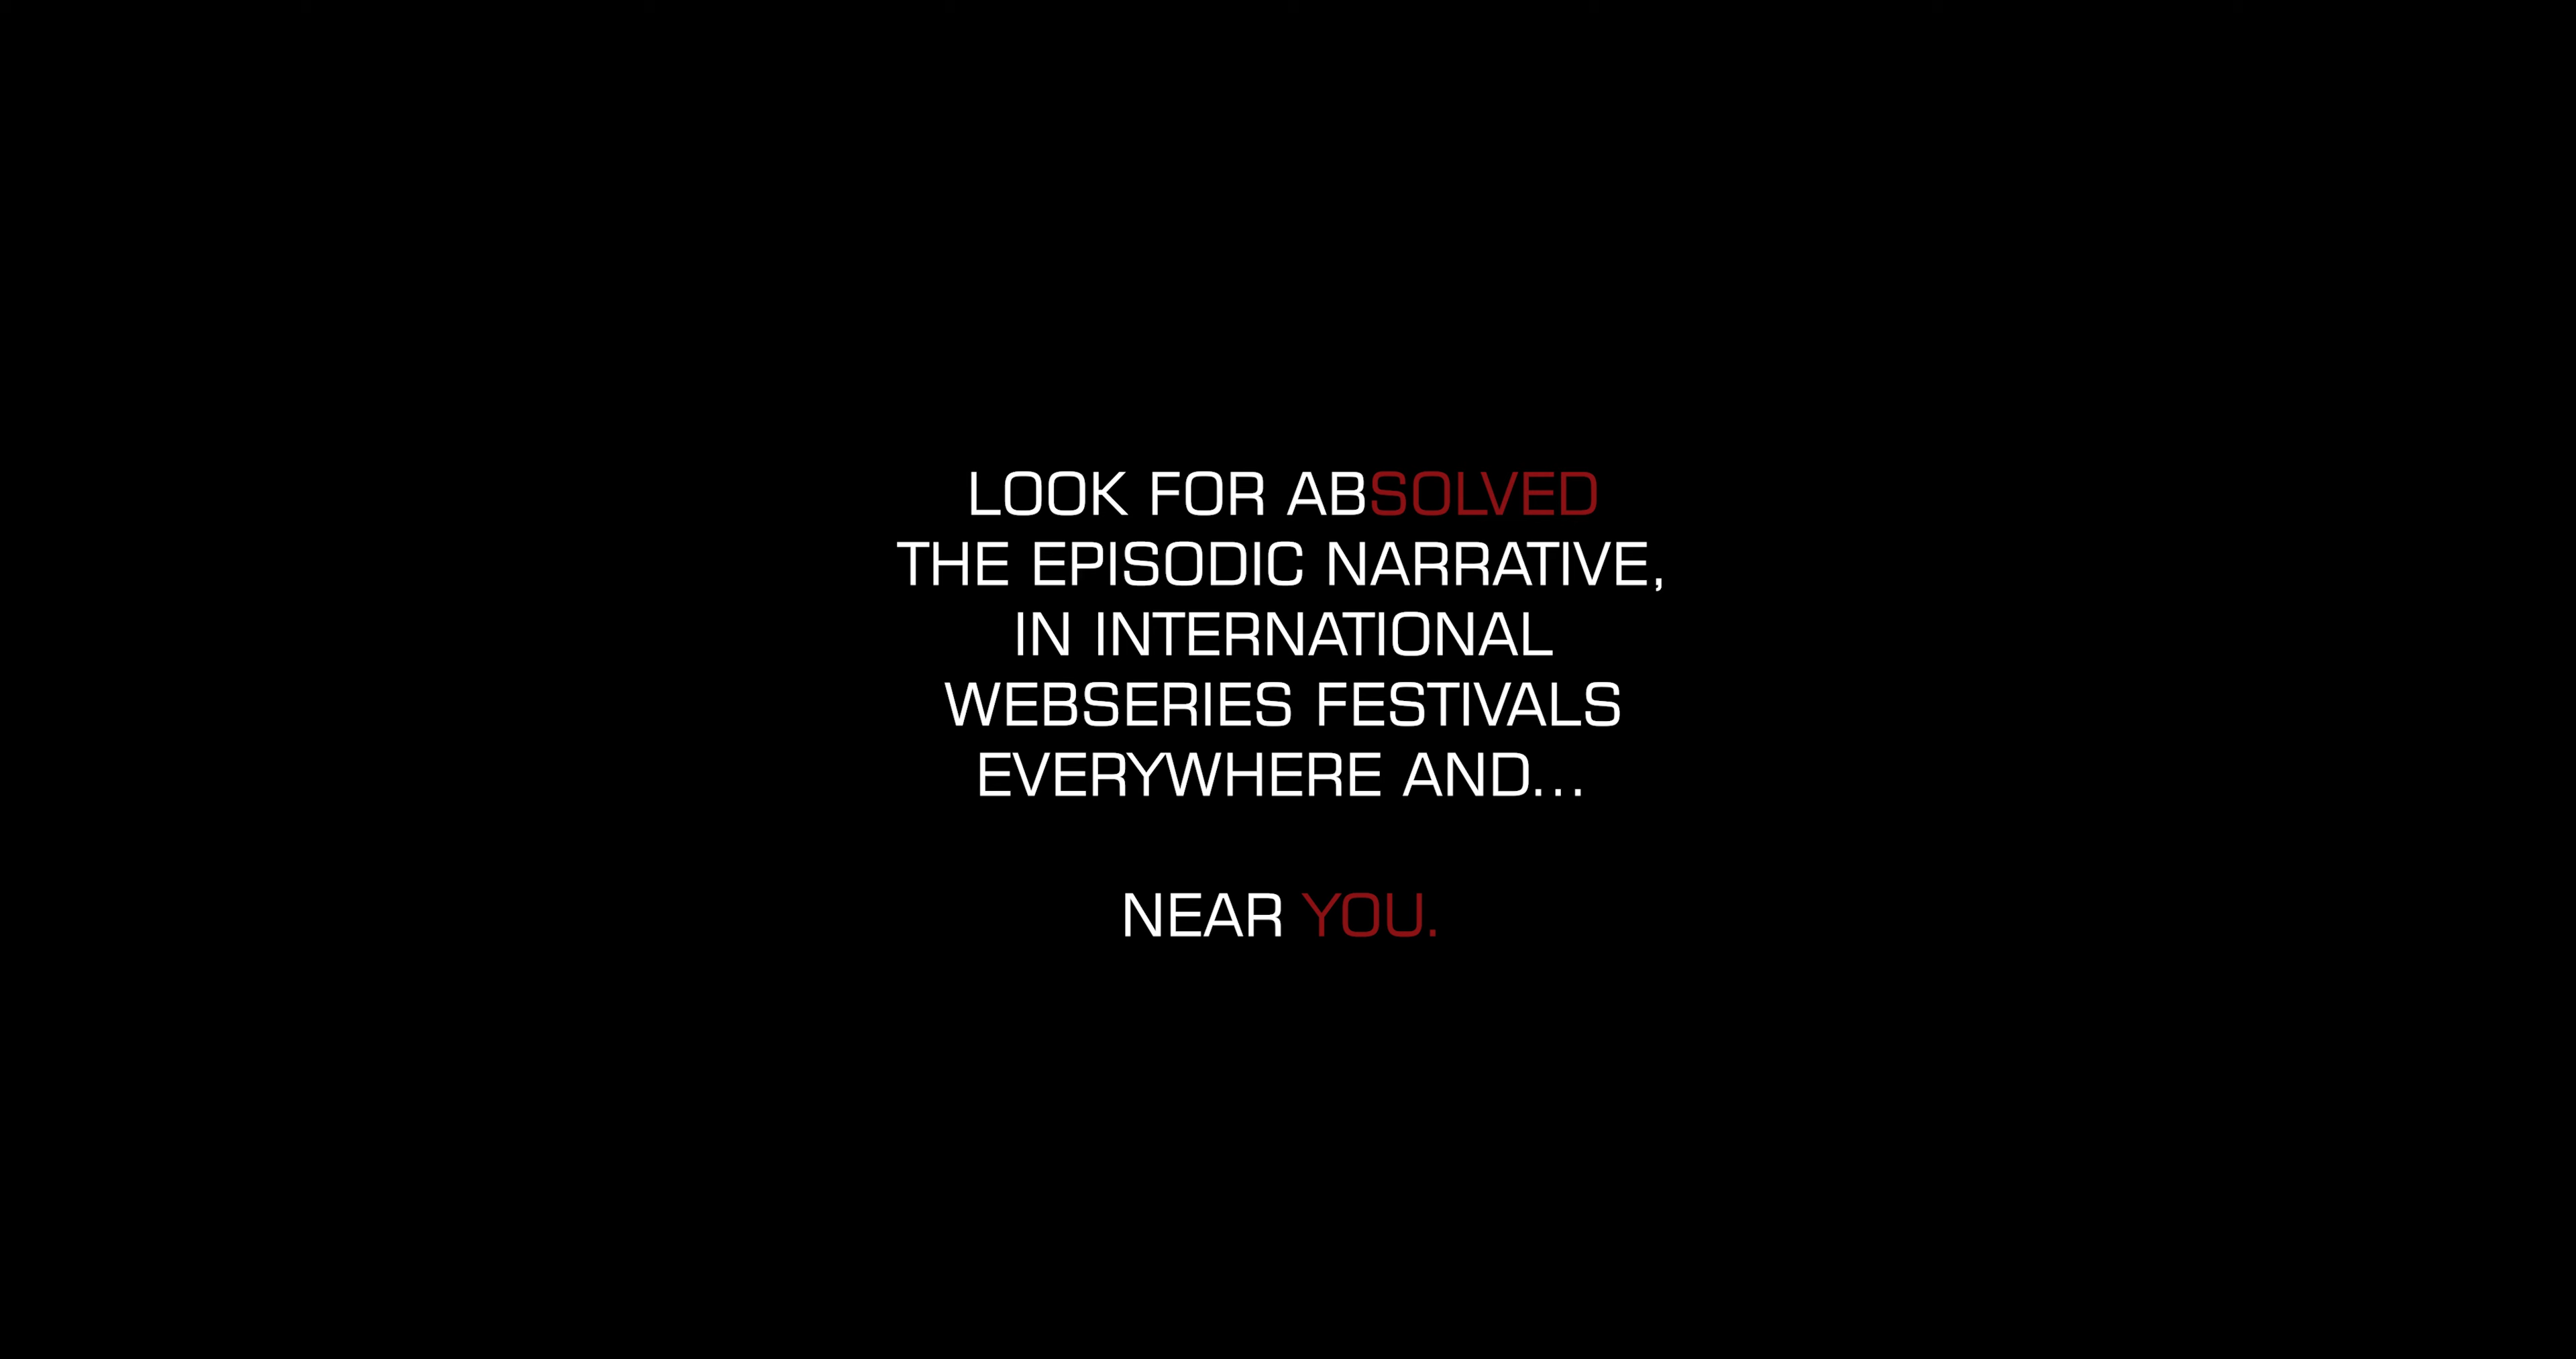 LOOK FOR ABSOLVED
THE EPISODIC NARRATIVE,
IN INTERNATIONAL
WEBSERIES FESTIVALS
EVERYWHERE AND...
NEAR YOU.